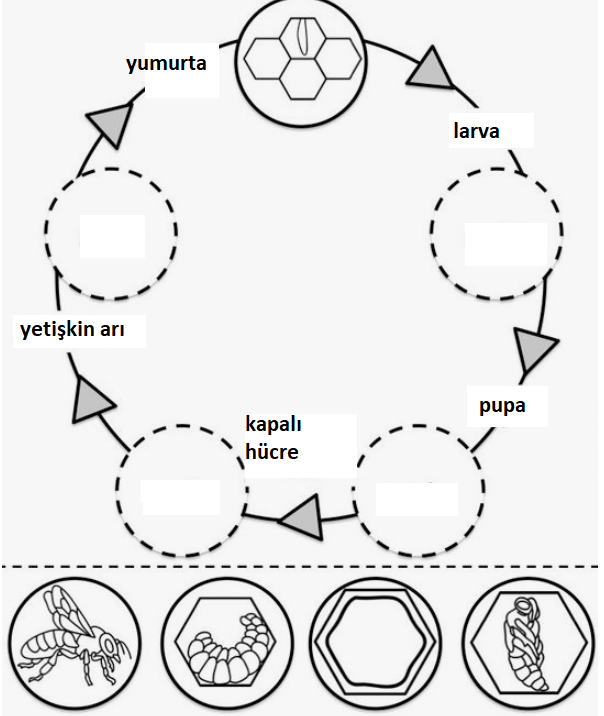 yumurta
larva
yetişkin arı
pupa
kapalı
hücre